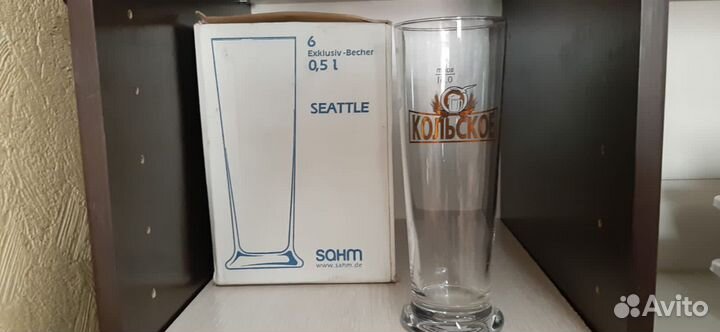 6
Exklusiv-Becher
0,5 l
SEATTLE
sahm
www.sahm.de
КОЛЬСКОЕ
Avito